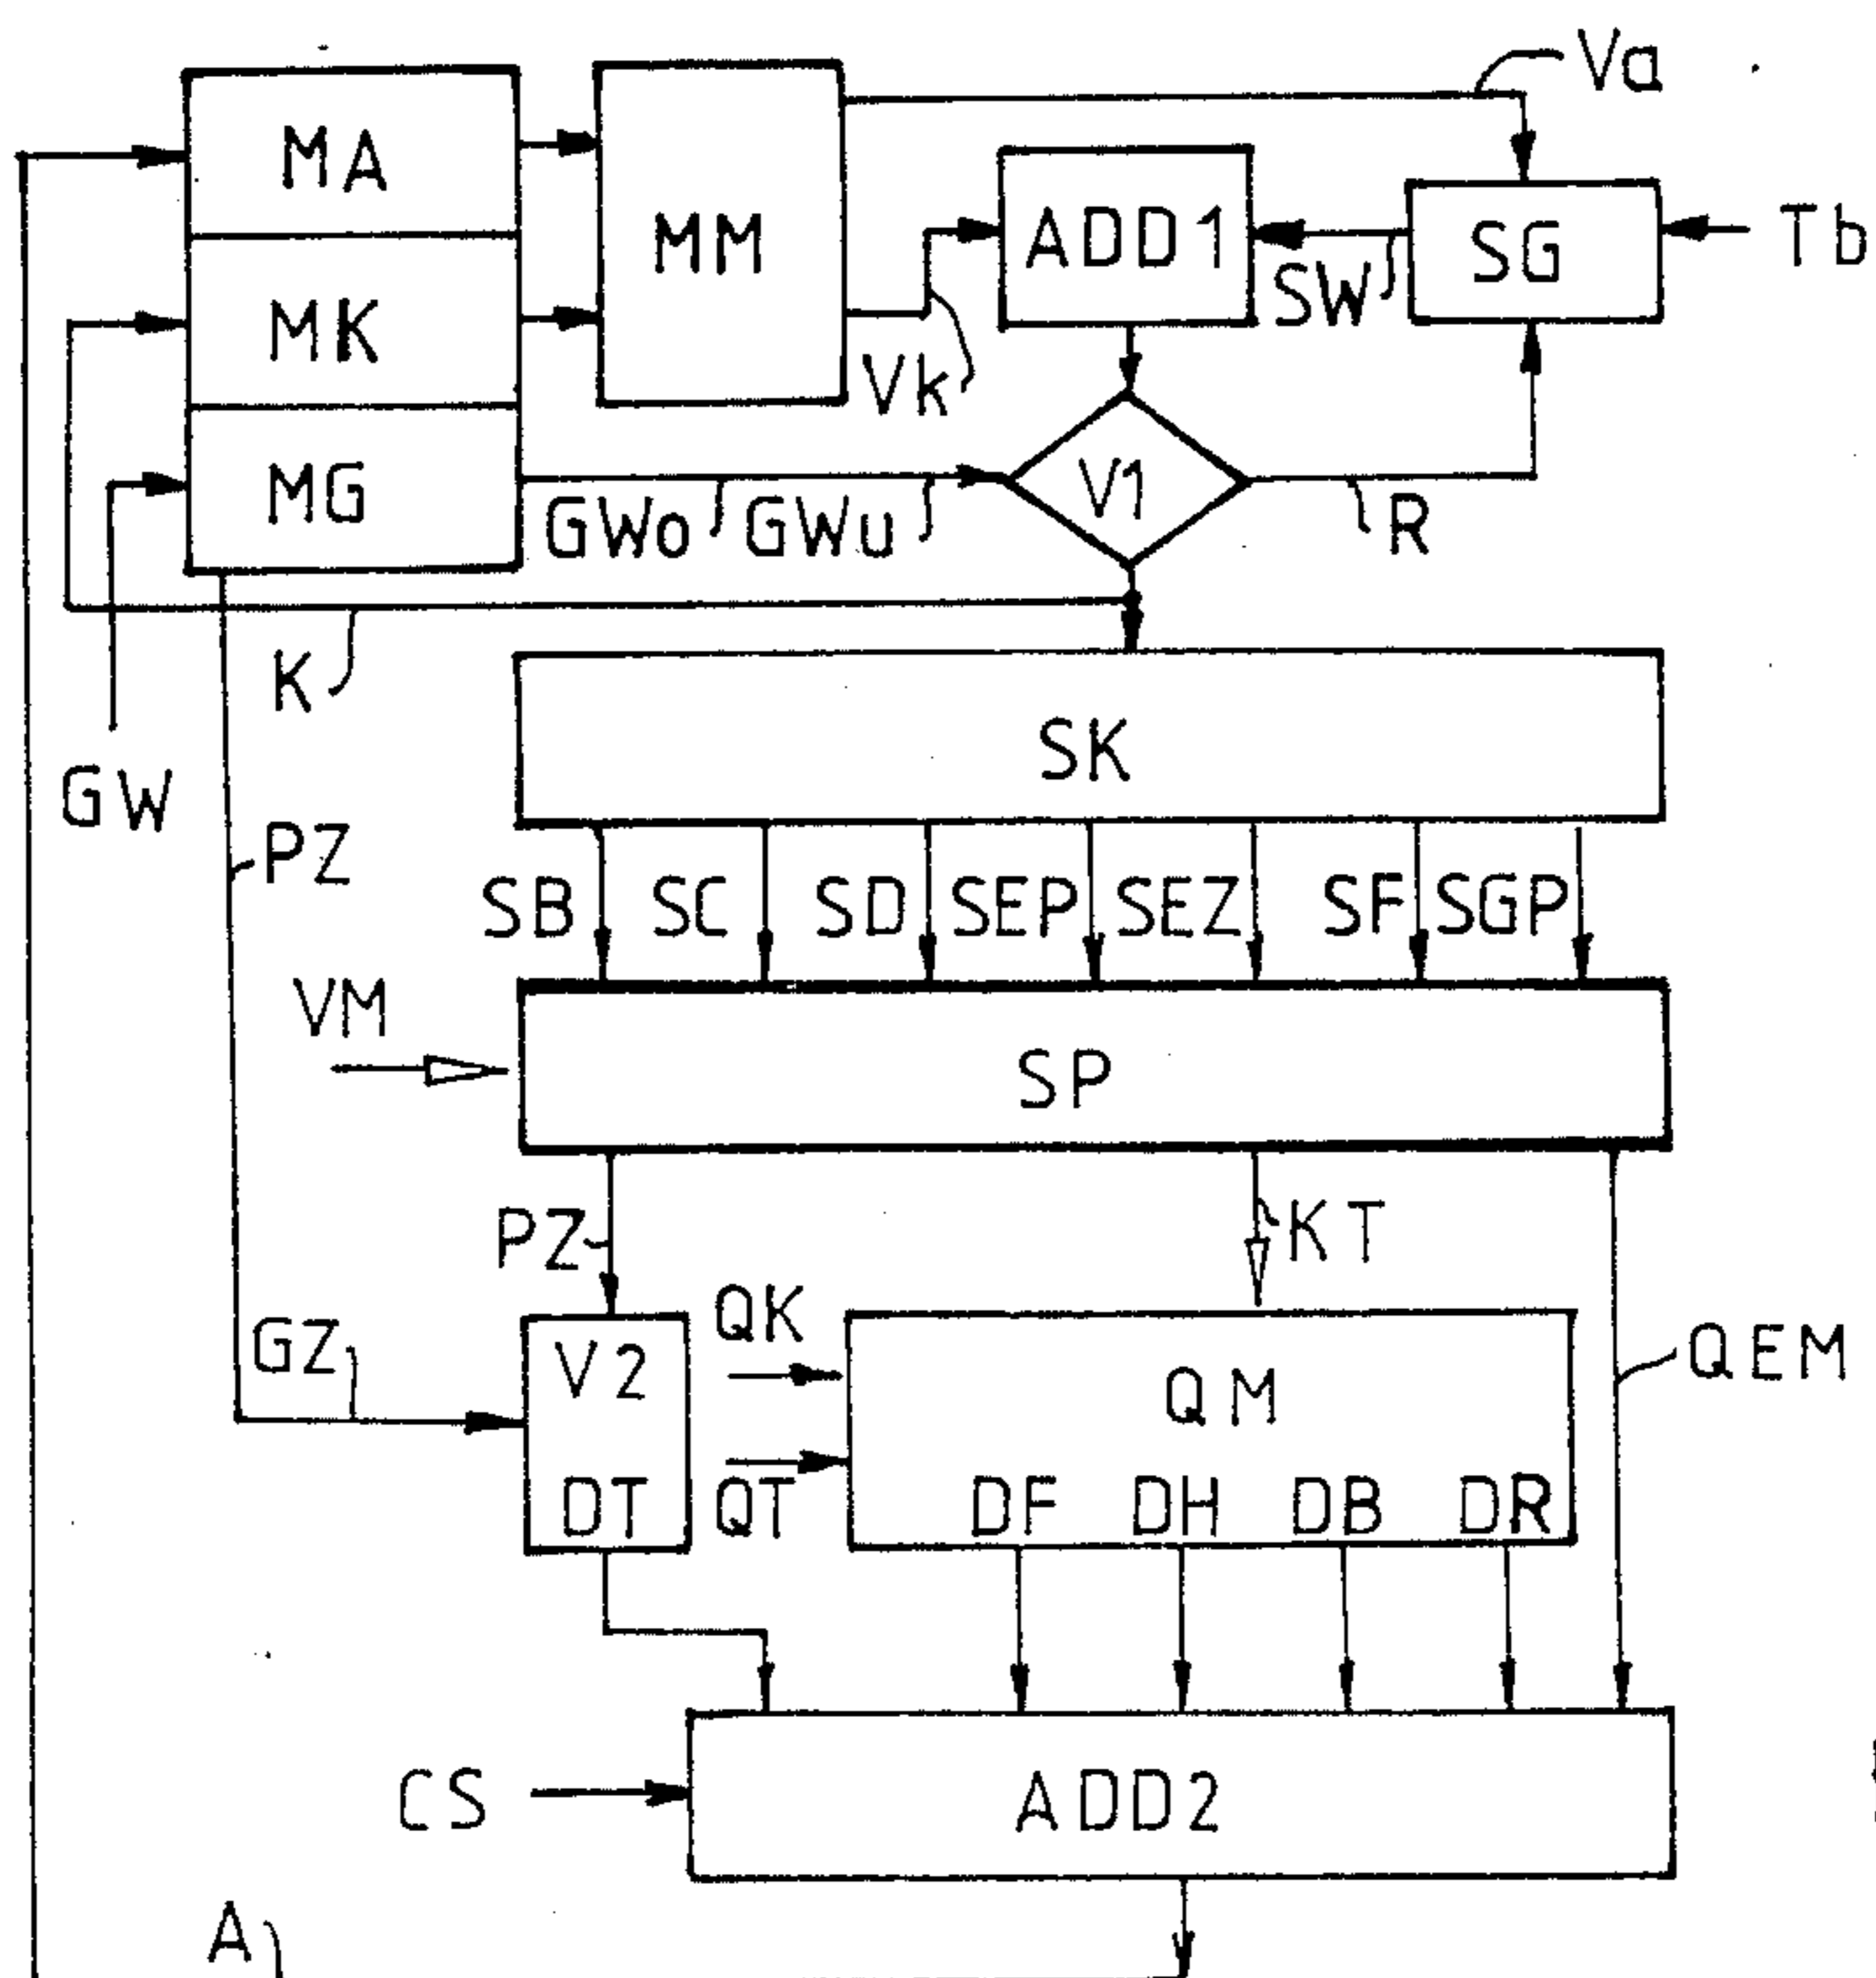 Va
MA
MM
ADD1
SG
Tb
SW
MK
Vk
MG
GWo
GWu
V1
R
K
SK
GW
PZ
SB
SC
SD
SEP
SEZ
SF
SGP
VM
SP
PZ
KT
QK
GZ
V2
QM
QEM
DT
QT
DF
DH
DB
DR
CS
ADD2
A